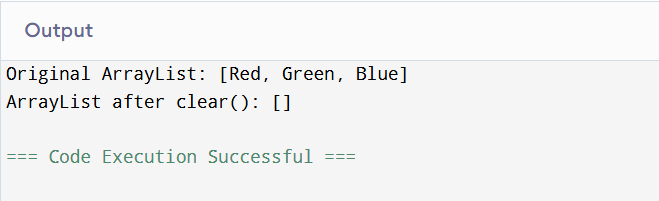 Output
Original ArrayList: [Red, Green, Blue]
ArrayList after clear(): []
=== Code Execution Successful ===